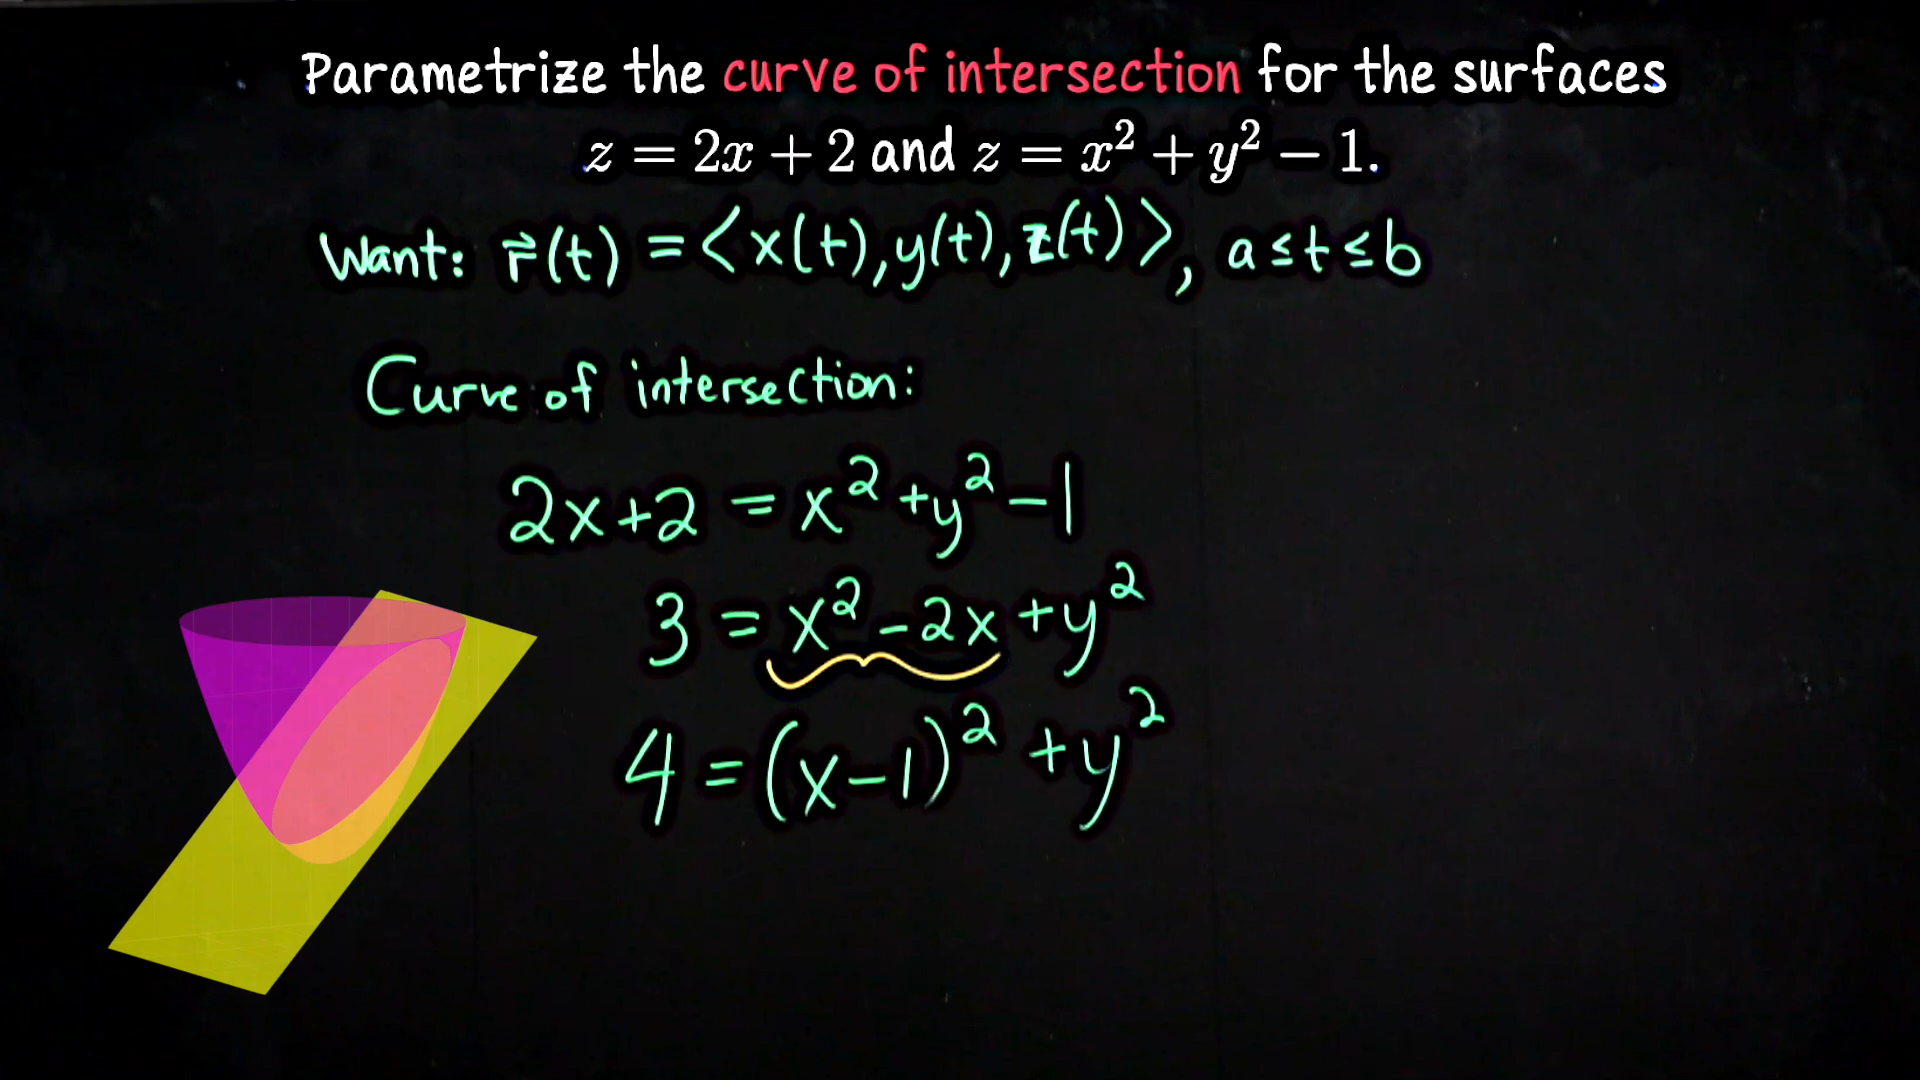 Parametrize the curve of intersection for the surfaces
z = 2x + 2 and z = x² + y² − 1.
Want: r⃗(t) = ⟨x(t), y(t), z(t)⟩, a ≤ t ≤ b
Curve of intersection:
2x+2 = x² + y² − 1
3 = x² − 2x + y²
4 = (x−1)² + y²